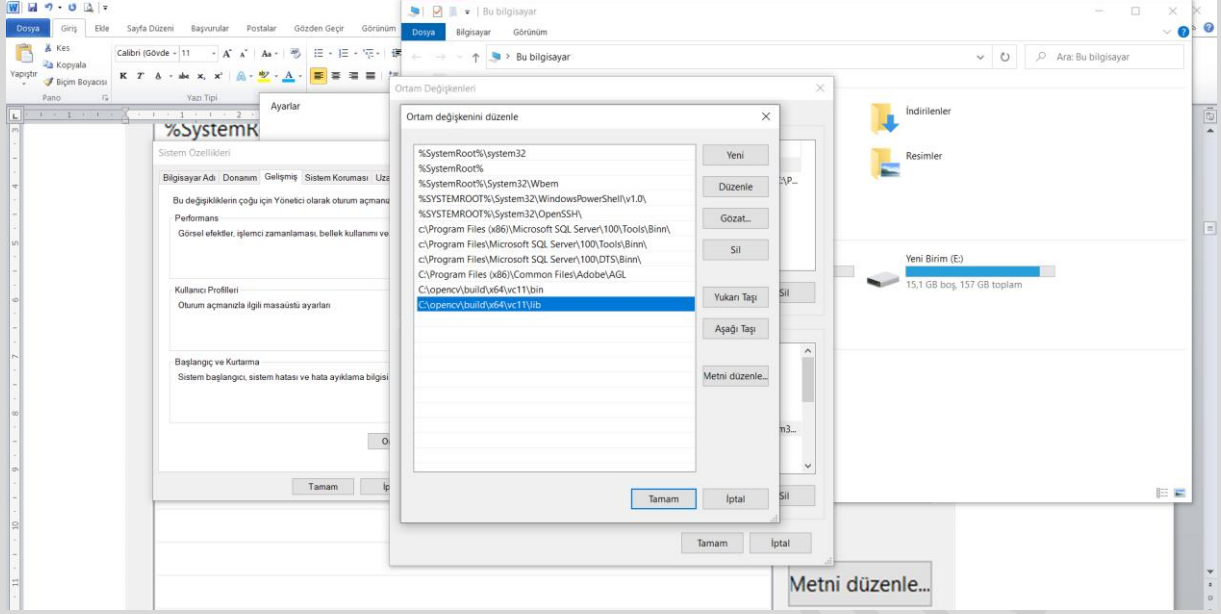 Bu bilgisayar
Dosya Giriş Ekle Sayfa Düzeni Başvurular Postalar Gözden Geçir Görünüm
Dosya Bilgisayar Görünüm
Kes
Kopyala
Biçim Boyacısı
Yapıştır
Calibri (Gövde 11
Pano
Yazı Tipi
Bu bilgisayar
Ara: Bu bilgisayar
Ayarlar
%SystemR
İndirilenler
Resimler
Yeni Birim (E:)
15,1 GB boş, 157 GB toplam
Sistem Özellikleri
Bilgisayar Adı Donanım Gelişmiş Sistem Koruması Uza
Bu değişikliklerin çoğu için Yönetici olarak oturum açmanız
Performans
Görsel efektler, işlemci zamanlaması, bellek kullanımı ve
Kullanıcı Profilleri
Oturum açmanızla ilgili masaüstü ayarları
Başlangıç ve Kurtarma
Sistem başlangıcı, sistem hatası ve hata ayıklama bilgisi
Tamam
Ortam Değişkenleri
Sil
Sil
Tamam İptal
Ortam değişkenini düzenle
%SystemRoot%\system32
%SystemRoot%
%SystemRoot%\System32\Wbem
%SYSTEMROOT%\System32\WindowsPowerShell\v1.0\
%SYSTEMROOT%\System32\OpenSSH\
c:\Program Files (x86)\Microsoft SQL Server\100\Tools\Binn\
c:\Program Files\Microsoft SQL Server\100\Tools\Binn\
c:\Program Files\Microsoft SQL Server\100\DTS\Binn\
C:\Program Files (x86)\Common Files\Adobe\AGL
C:\opencv\build\x64\vc11\bin
C:\opencv\build\x64\vc11\lib
Yeni
Düzenle
Gözat...
Sil
Yukarı Taşı
Aşağı Taşı
Metni düzenle...
Tamam İptal
Metni düzenle...